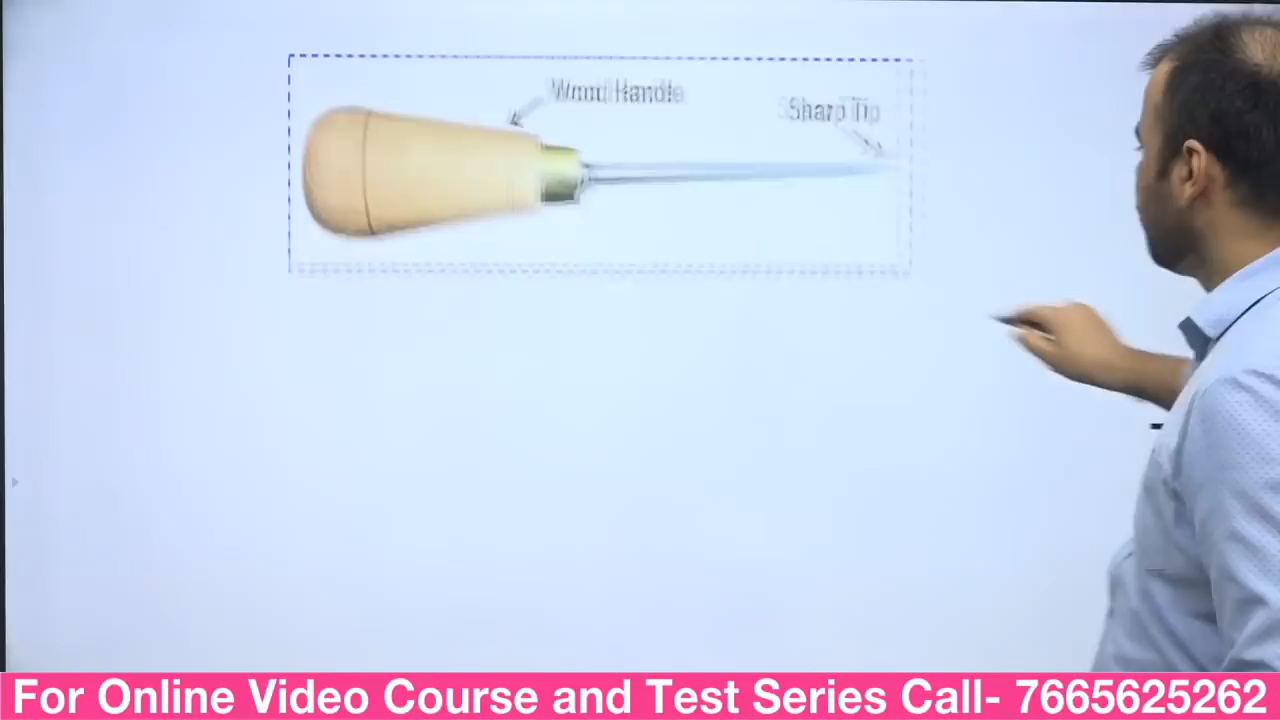 Wood Handle
Sharp Tip
For Online Video Course and Test Series Call- 7665625262